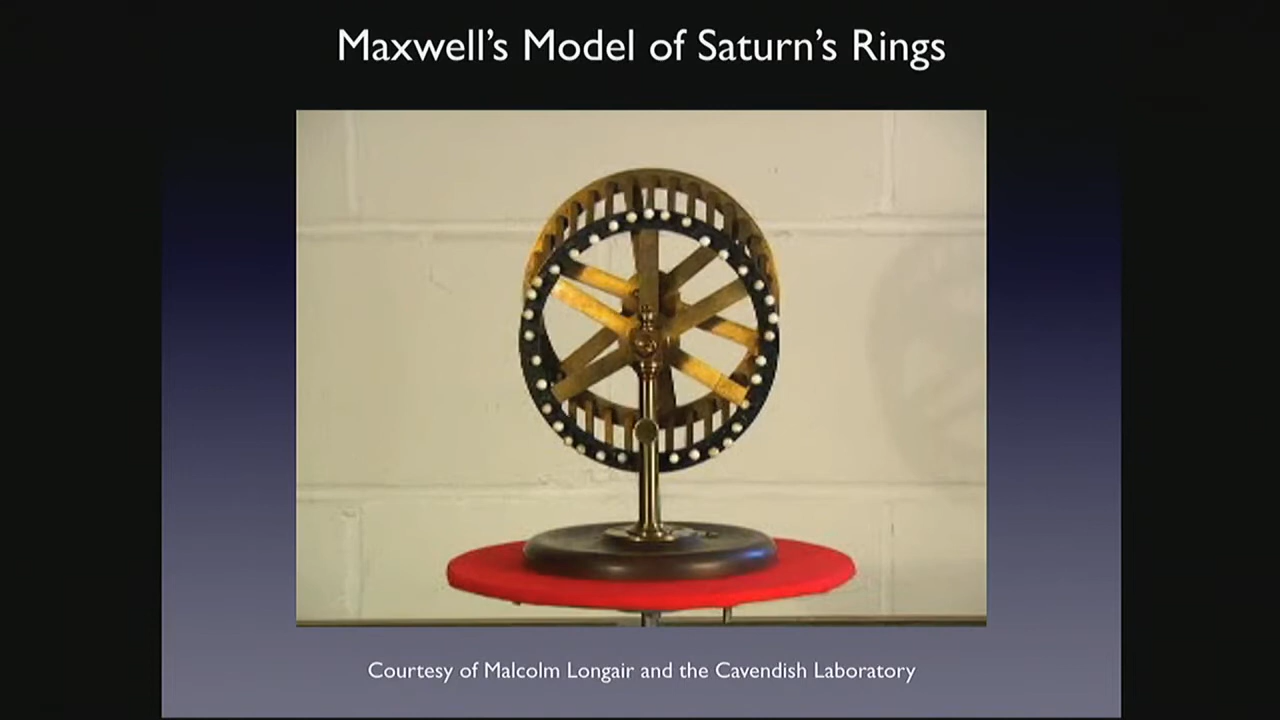 Maxwell's Model of Saturn's Rings
Courtesy of Malcolm Longair and the Cavendish Laboratory